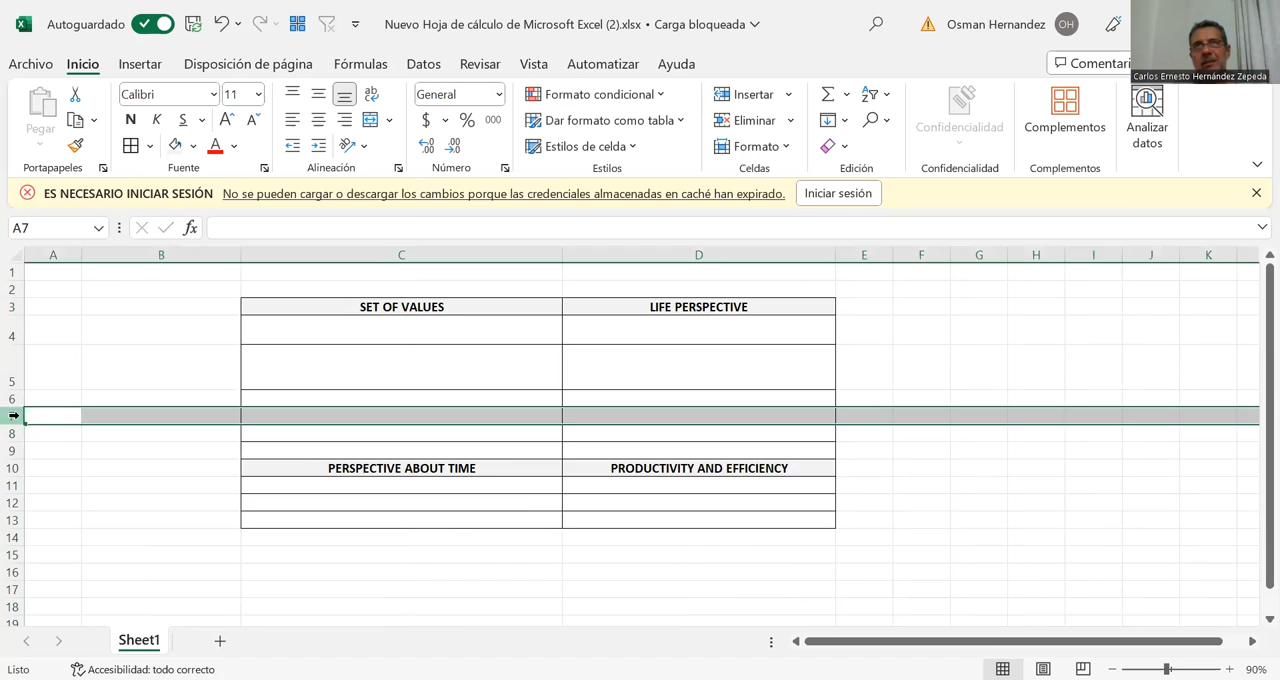 Autoguardado
Nuevo Hoja de cálculo de Microsoft Excel (2).xlsx • Carga bloqueada
Osman Hernandez OH
Archivo Inicio Insertar Disposición de página Fórmulas Datos Revisar Vista Automatizar Ayuda
Comentari
Carlos Ernesto Hernández Zepeda
Pegar
Portapapeles
Calibri 11
N K S A A
A
Fuente
ab
Alineación
General
$ % 000
Número
Formato condicional
Dar formato como tabla
Estilos de celda
Estilos
Insertar
Eliminar
Formato
Celdas
Edición
Confidencialidad
Confidencialidad
Complementos
Complementos
Analizar
datos
ES NECESARIO INICIAR SESIÓN No se pueden cargar o descargar los cambios porque las credenciales almacenadas en caché han expirado. Iniciar sesión
A7 fx
A B C D E F G H I J K
1
2
3 SET OF VALUES LIFE PERSPECTIVE
4
5
6
8
9
10 PERSPECTIVE ABOUT TIME PRODUCTIVITY AND EFFICIENCY
11
12
13
14
15
16
17
18
19
Sheet1
Listo Accesibilidad: todo correcto 90%